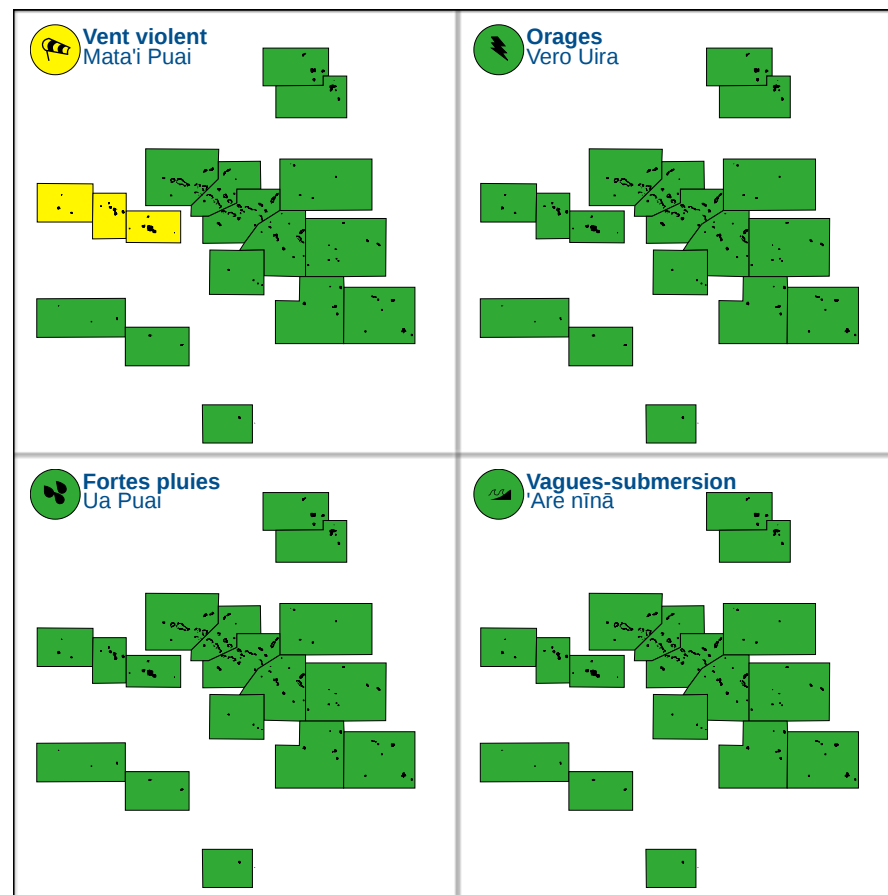 Vent violent
Mata'i Puai
Orages
Vero Uira
Fortes pluies
Ua Puai
Vagues-submersion
'Are nīnā